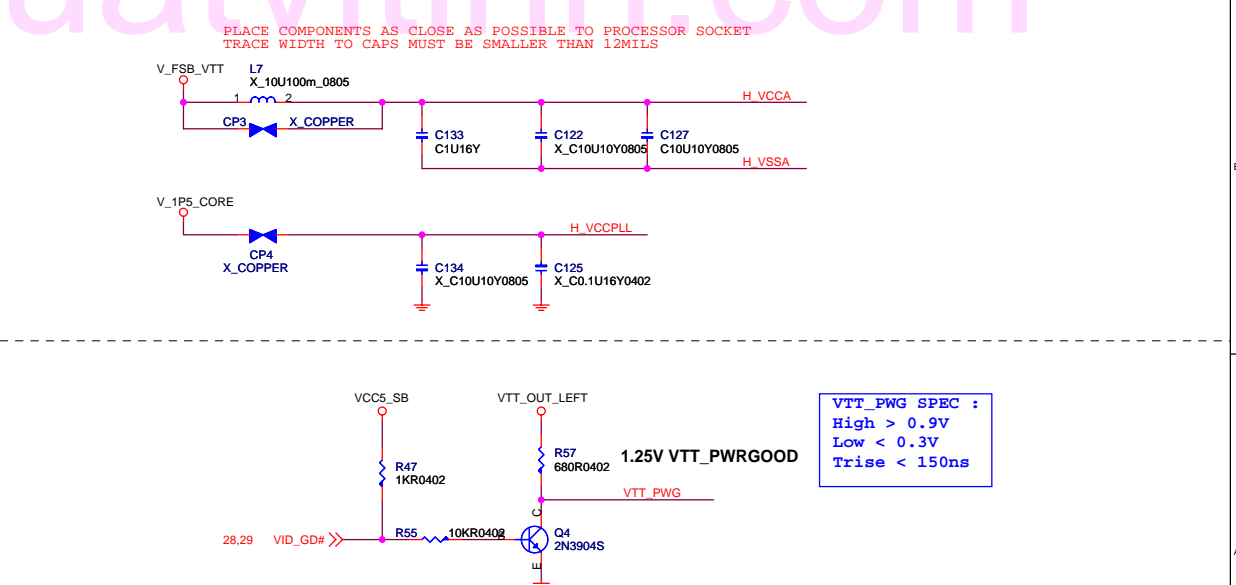 uatvitinh.com
PLACE COMPONENTS AS CLOSE AS POSSIBLE TO PROCESSOR SOCKET
TRACE WIDTH TO CAPS MUST BE SMALLER THAN 12MILS
V_FSB_VTT
L7
X_10U100m_0805
1
2
H_VCCA
CP3
X_COPPER
C133
C1U16Y
C122
X_C10U10Y0805
C127
C10U10Y0805
H_VSSA
V_1P5_CORE
H_VCCPLL
CP4
X_COPPER
C134
X_C10U10Y0805
C125
X_C0.1U16Y0402
VCC5_SB
VTT_OUT_LEFT
VTT_PWG SPEC :
High > 0.9V
Low < 0.3V
Trise < 150ns
R47
1KR0402
R57
680R0402
1.25V VTT_PWRGOOD
VTT_PWG
28,29
VID_GD#
R55
10KR0402
B
C
E
Q4
2N3904S
B
A